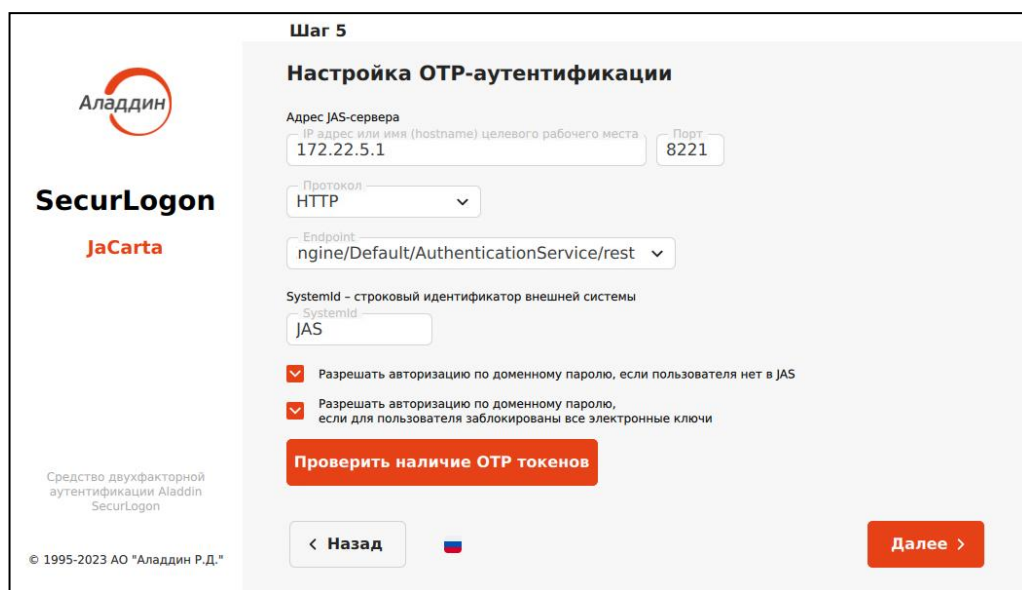 Шаг 5
Аладдин
SecurLogon
JaCarta
Средство двухфакторной
аутентификации Aladdin
SecurLogon
© 1995-2023 АО "Аладдин Р.Д."
Настройка OTP-аутентификации
Адрес JAS-сервера
IP адрес или имя (hostname) целевого рабочего места
Порт
172.22.5.1
8221
Протокол
HTTP
Endpoint
ngine/Default/AuthenticationService/rest
SystemId – строковый идентификатор внешней системы
SystemId
JAS
Разрешать авторизацию по доменному паролю, если пользователя нет в JAS
Разрешать авторизацию по доменному паролю,
если для пользователя заблокированы все электронные ключи
Проверить наличие OTP токенов
Назад
Далее